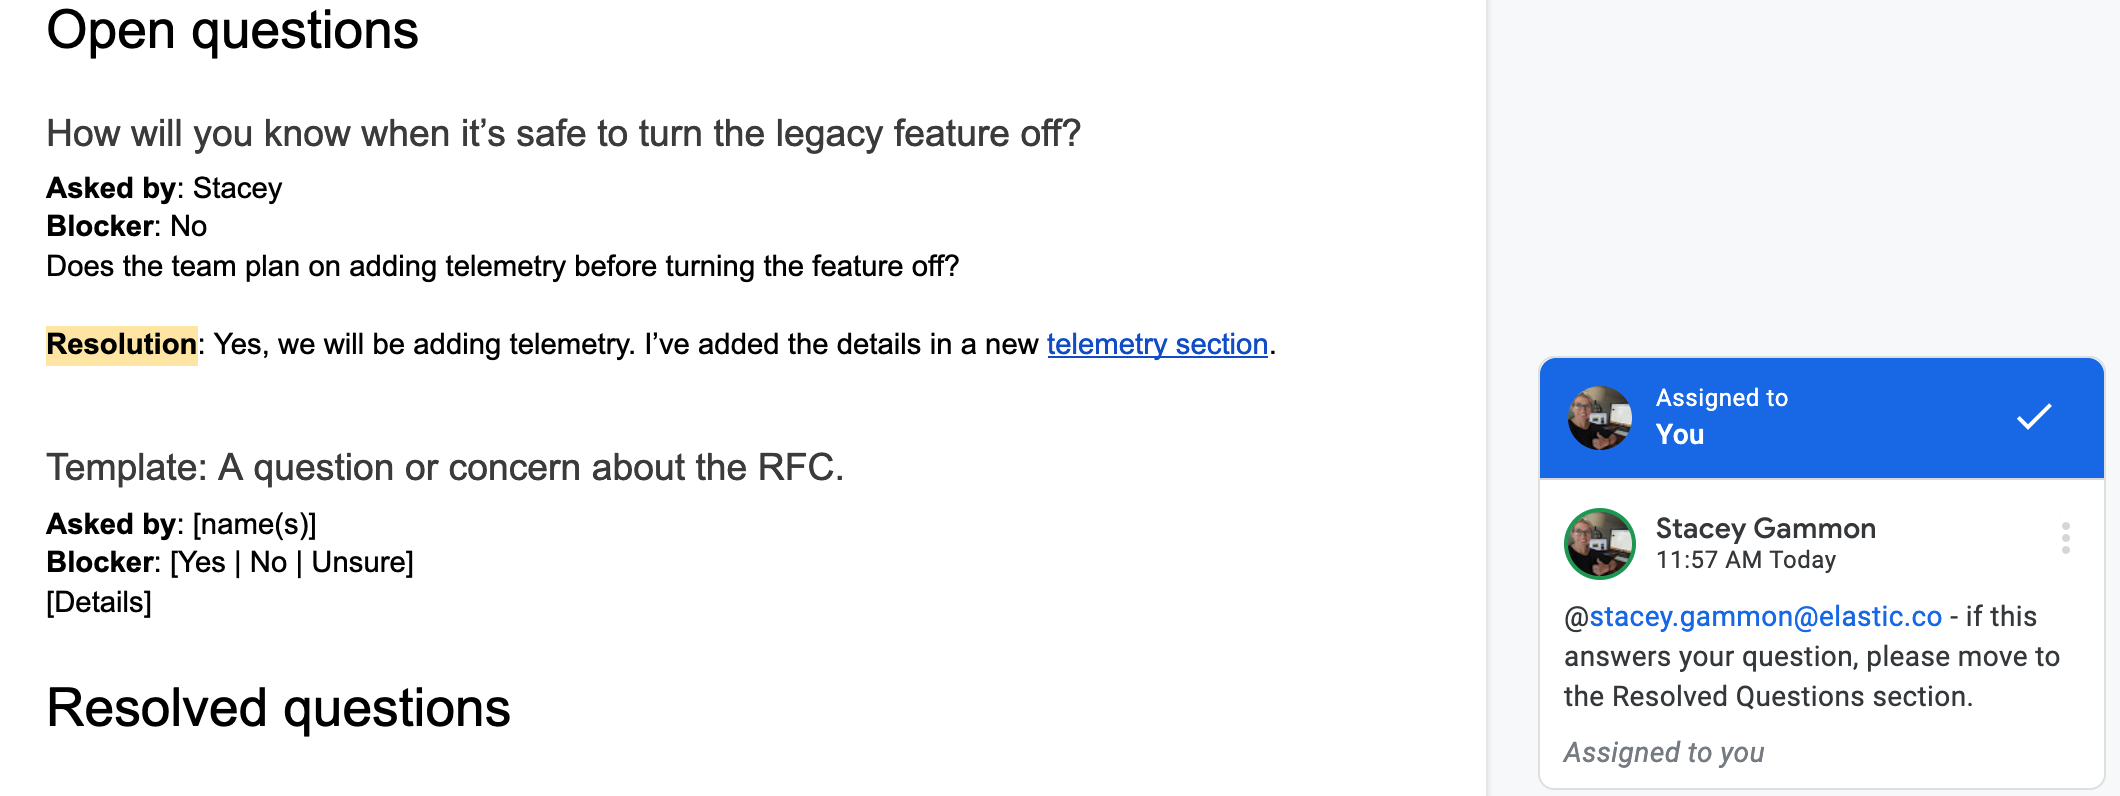 Open questions
How will you know when it’s safe to turn the legacy feature off?
Asked by: Stacey
Blocker: No
Does the team plan on adding telemetry before turning the feature off?
Resolution: Yes, we will be adding telemetry. I’ve added the details in a new telemetry section.
Template: A question or concern about the RFC.
Asked by: [name(s)]
Blocker: [Yes | No | Unsure]
[Details]
Resolved questions
Assigned to
You
Stacey Gammon
11:57 AM Today
@stacey.gammon@elastic.co - if this
answers your question, please move to
the Resolved Questions section.
Assigned to you